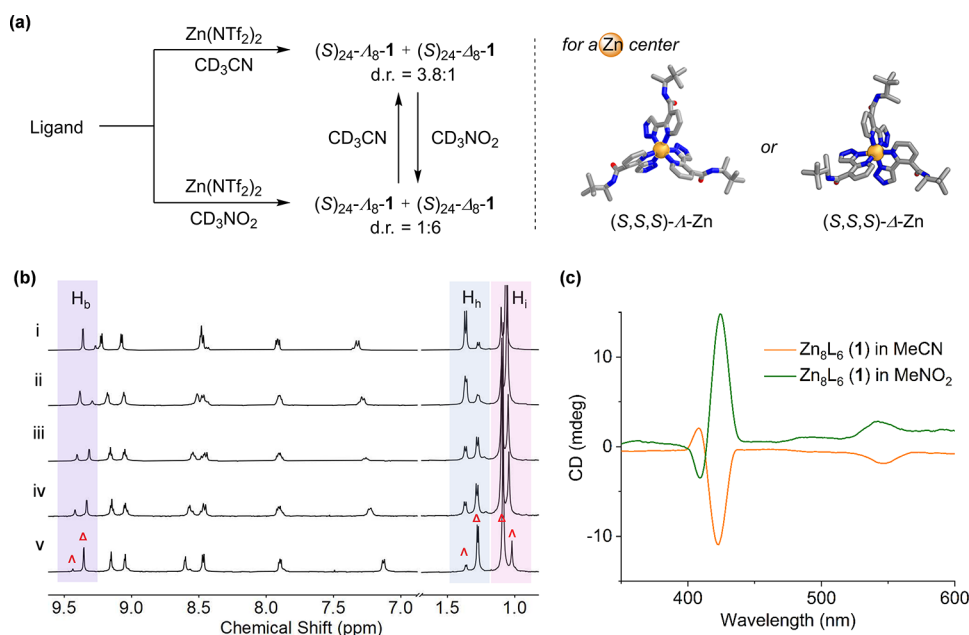 (a)
Zn(NTf2)2
CD3CN
Ligand
Zn(NTf2)2
CD3NO2
(S)24-Λ8-1 + (S)24-Δ8-1
d.r. = 3.8:1
CD3CN
CD3NO2
(S)24-Λ8-1 + (S)24-Δ8-1
d.r. = 1:6
for a Zn center
or
(S,S,S)-Λ-Zn
(S,S,S)-Δ-Zn
(b)
Hb
Hh
Hi
i
ii
iii
iv
v
Λ
Δ
Λ
Δ
Δ
Λ
9.5 9.0 8.5 8.0 7.5 7.0 1.3 1.0
Chemical Shift (ppm)
(c)
Zn8L6 (1) in MeCN
Zn8L6 (1) in MeNO2
10
0
-10
CD (mdeg)
400 500 600
Wavelength (nm)